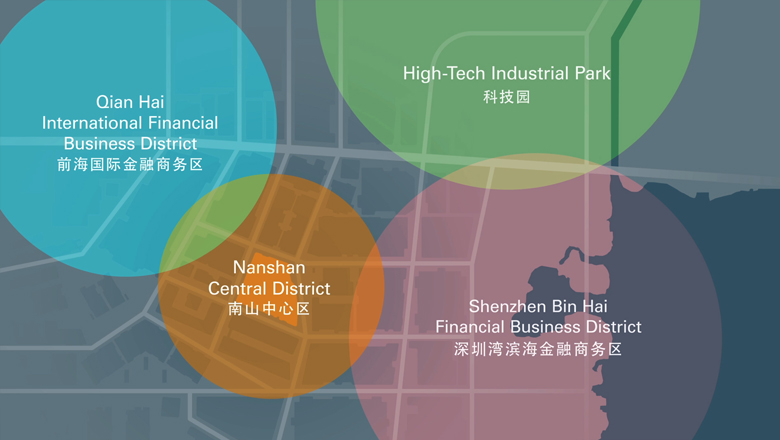 High-Tech Industrial Park
科技园
Qian Hai
International Financial
Business District
前海国际金融商务区
Nanshan
Central District
南山中心区
Shenzhen Bin Hai
Financial Business District
深圳湾滨海金融商务区